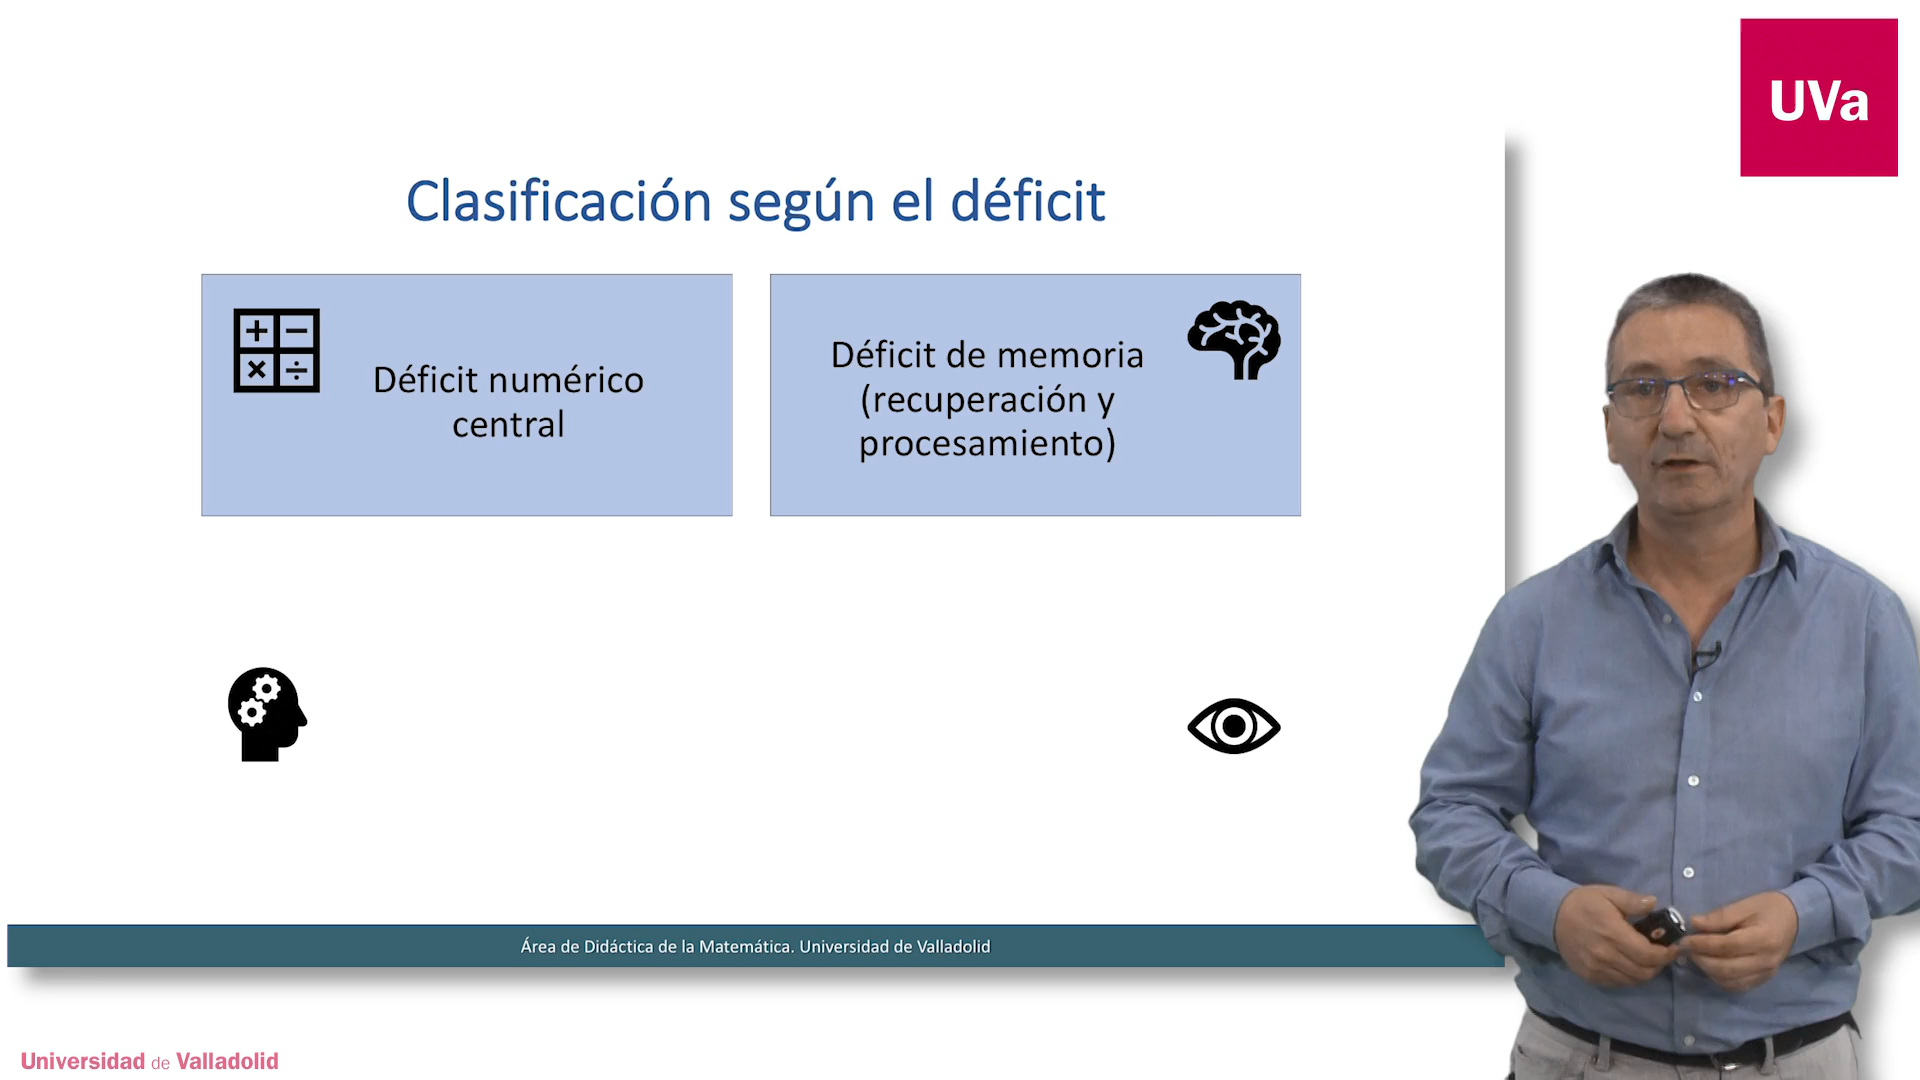 UVa
Clasificación según el déficit
Déficit numérico
central
Déficit de memoria
(recuperación y
procesamiento)
Área de Didáctica de la Matemática. Universidad de Valladolid
Universidad de Valladolid